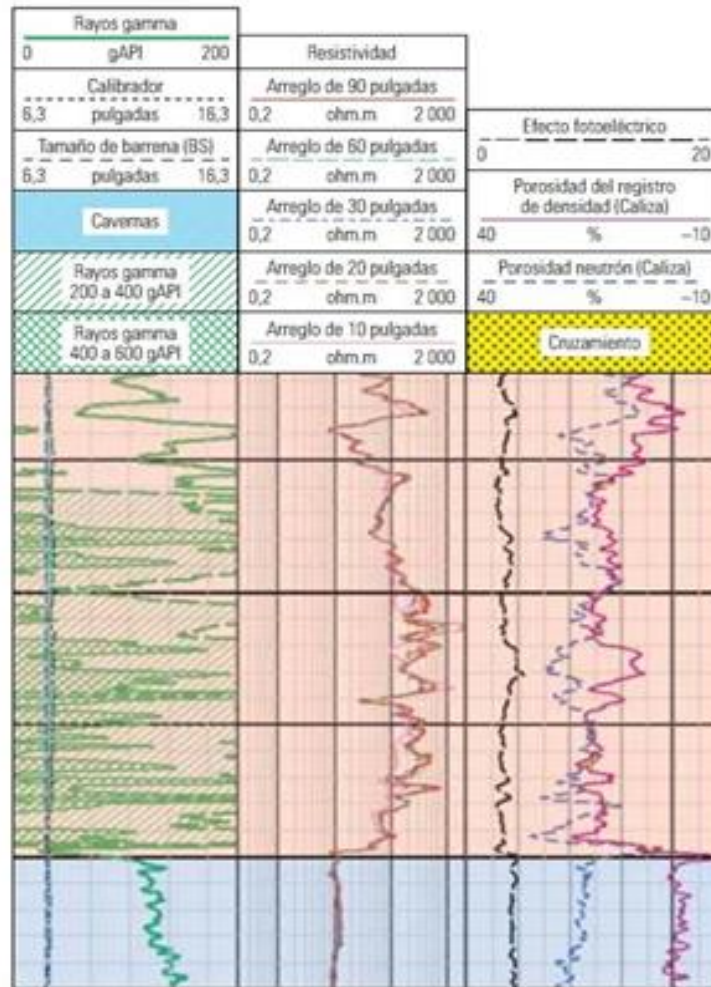 Rayos gamma
0 gAPI 200
Calibrador
6,3 pulgadas 16,3
Tamaño de barrena (BS)
6,3 pulgadas 16,3
Cavernas
Rayos gamma
200 a 400 gAPI
Rayos gamma
400 a 600 gAPI
Resistividad
Arreglo de 90 pulgadas
0,2 ohm.m 2 000
Arreglo de 60 pulgadas
0,2 ohm.m 2 000
Arreglo de 30 pulgadas
0,2 ohm.m 2 000
Arreglo de 20 pulgadas
0,2 ohm.m 2 000
Arreglo de 10 pulgadas
0,2 ohm.m 2 000
Efecto fotoeléctrico
0 20
Porosidad del registro
de densidad (Caliza)
40 % –10
Porosidad neutrón (Caliza)
40 % –10
Cruzamiento